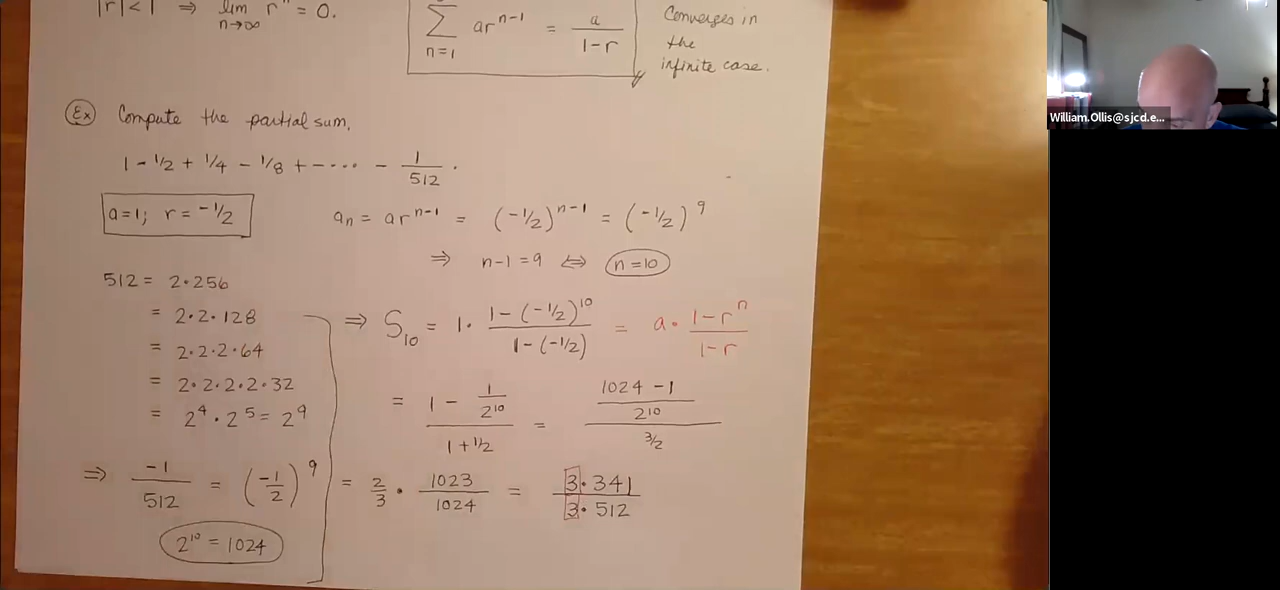 |r| < 1 ⇒ lim r^n = 0.
n→∞
∑ ar^{n-1} = a/(1-r)
n=1
Converges in
the
infinite case.
Ex Compute the partial sum.
1 - 1/2 + 1/4 - 1/8 + - ···· - 1/512 .
a=1; r = -1/2
a_n = ar^{n-1} = (-1/2)^{n-1} = (-1/2)^9
⇒ n-1 = 9 ⇔ n=10
512 = 2·256
= 2·2·128
= 2·2·2·64
= 2·2·2·2·32
= 2^4 · 2^5 = 2^9
⇒ -1/512 = (-1/2)^9
2^10 = 1024
⇒ S_10 = 1· (1-(-1/2)^10)/(1-(-1/2)) = a· (1-r^n)/(1-r)
= (1 - 1/2^10)/(1+1/2) = ((1024-1)/2^10)/(3/2)
= 2/3 · 1023/1024 = (3·341)/(3·512)
William.Ollis@sjcd.e...